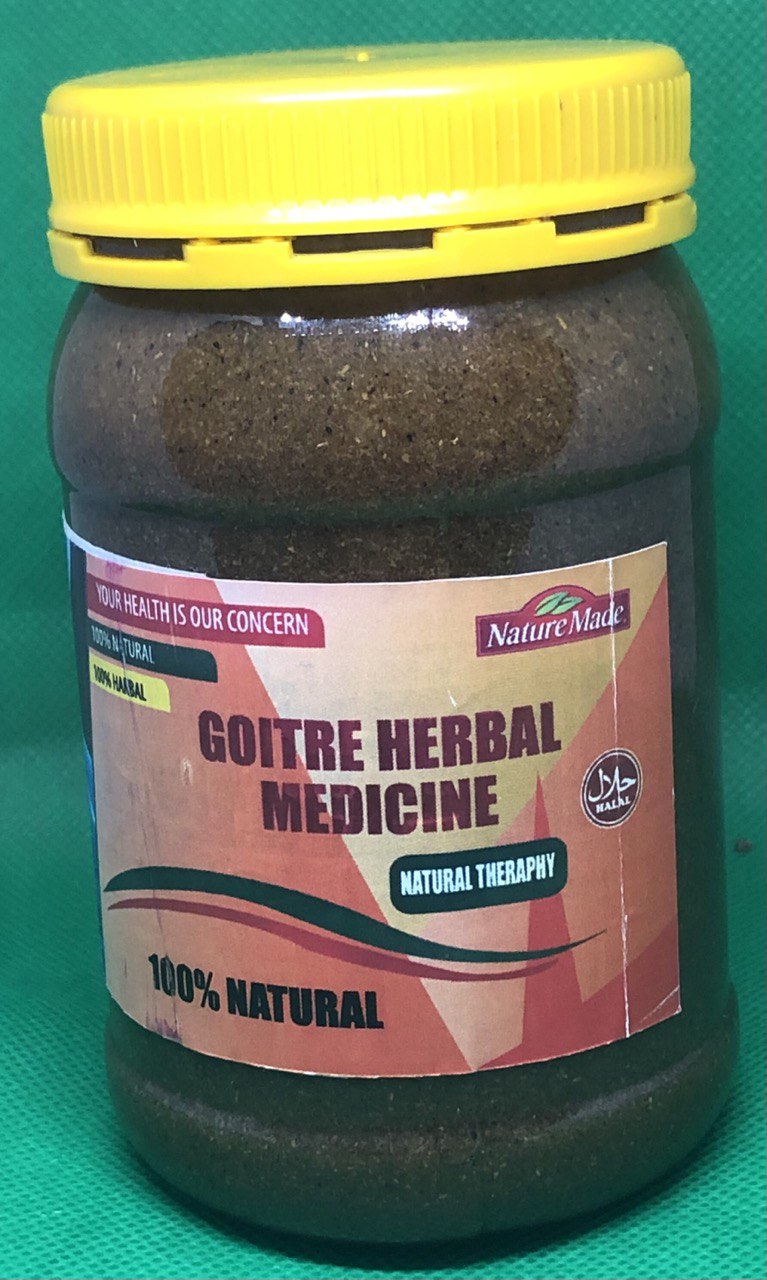 YOUR HEALTH IS OUR CONCERN
100% NATURAL
100% HARBAL
Nature Made
GOITRE HERBAL
MEDICINE
حلال
HALAL
NATURAL THERAPHY
100% NATURAL